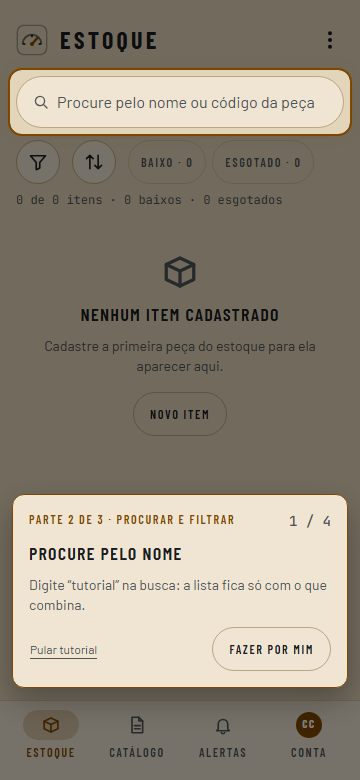 ESTOQUE
Procure pelo nome ou código da peça
BAIXO · 0
ESGOTADO · 0
0 de 0 itens · 0 baixos · 0 esgotados
NENHUM ITEM CADASTRADO
Cadastre a primeira peça do estoque para ela
aparecer aqui.
NOVO ITEM
PARTE 2 DE 3 · PROCURAR E FILTRAR
1 / 4
PROCURE PELO NOME
Digite “tutorial” na busca: a lista fica só com o que
combina.
Pular tutorial
FAZER POR MIM
CC
ESTOQUE
CATÁLOGO
ALERTAS
CONTA